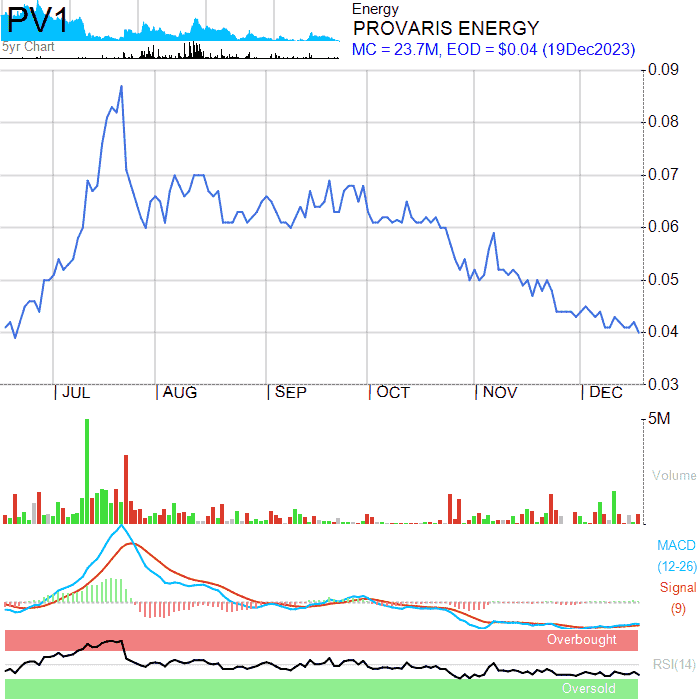 PV1
5yr Chart
Energy
PROVARIS ENERGY
MC = 23.7M, EOD = $0.04 (19Dec2023)
0.09
0.08
0.07
0.06
0.05
0.04
0.03
JUL AUG SEP OCT NOV DEC
5M
Volume
MACD
(12-26)
Signal
(9)
Overbought
RSI(14)
Oversold